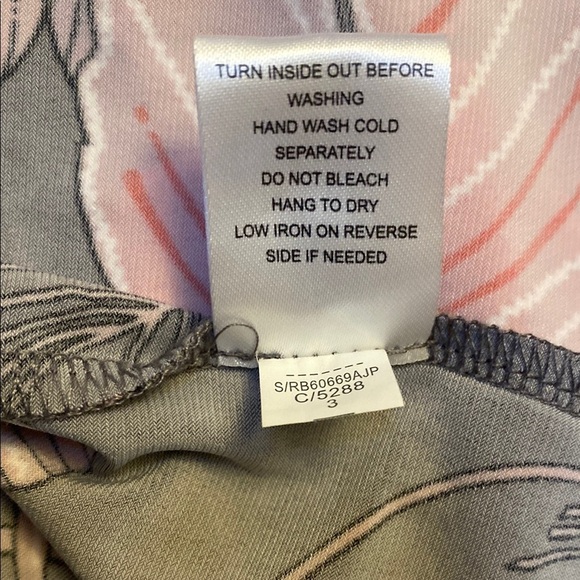 TURN INSIDE OUT BEFORE
WASHING
HAND WASH COLD
SEPARATELY
DO NOT BLEACH
HANG TO DRY
LOW IRON ON REVERSE
SIDE IF NEEDED
S/RB60669AJP
C/5288
3